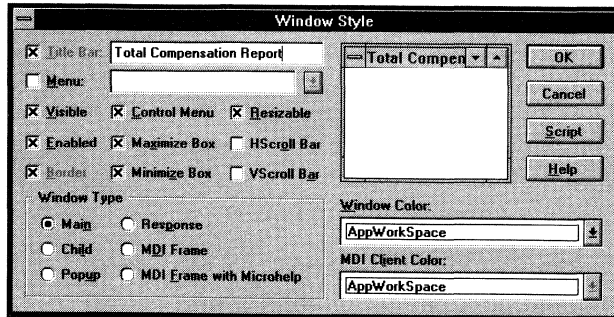 Window Style
Title Bar: Total Compensation Report
Menu:
Visible Control Menu Resizable
Enabled Maximize Box HScroll Bar
Border Minimize Box VScroll Bar
Window Type
Main Response
Child MDI Frame
Popup MDI Frame with Microhelp
Total Compen
OK
Cancel
Script
Help
Window Color:
AppWorkSpace
MDI Client Color:
AppWorkSpace